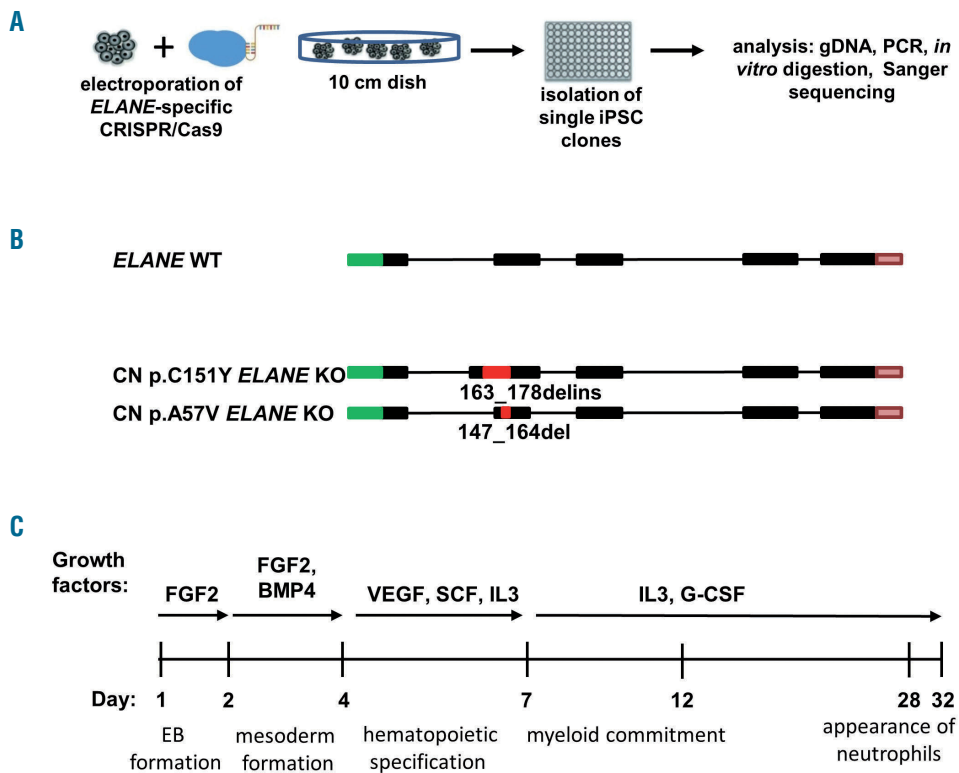 A
electroporation of
ELANE-specific
CRISPR/Cas9
10 cm dish
isolation of
single iPSC
clones
analysis: gDNA, PCR, in
vitro digestion, Sanger
sequencing
B
ELANE WT
CN p.C151Y ELANE KO
163_178delins
CN p.A57V ELANE KO
147_164del
C
Growth
factors:
FGF2
FGF2,
BMP4
VEGF, SCF, IL3
IL3, G-CSF
Day: 1 2 4 7 12 28 32
EB
formation
mesoderm
formation
hematopoietic
specification
myeloid commitment
appearance of
neutrophils